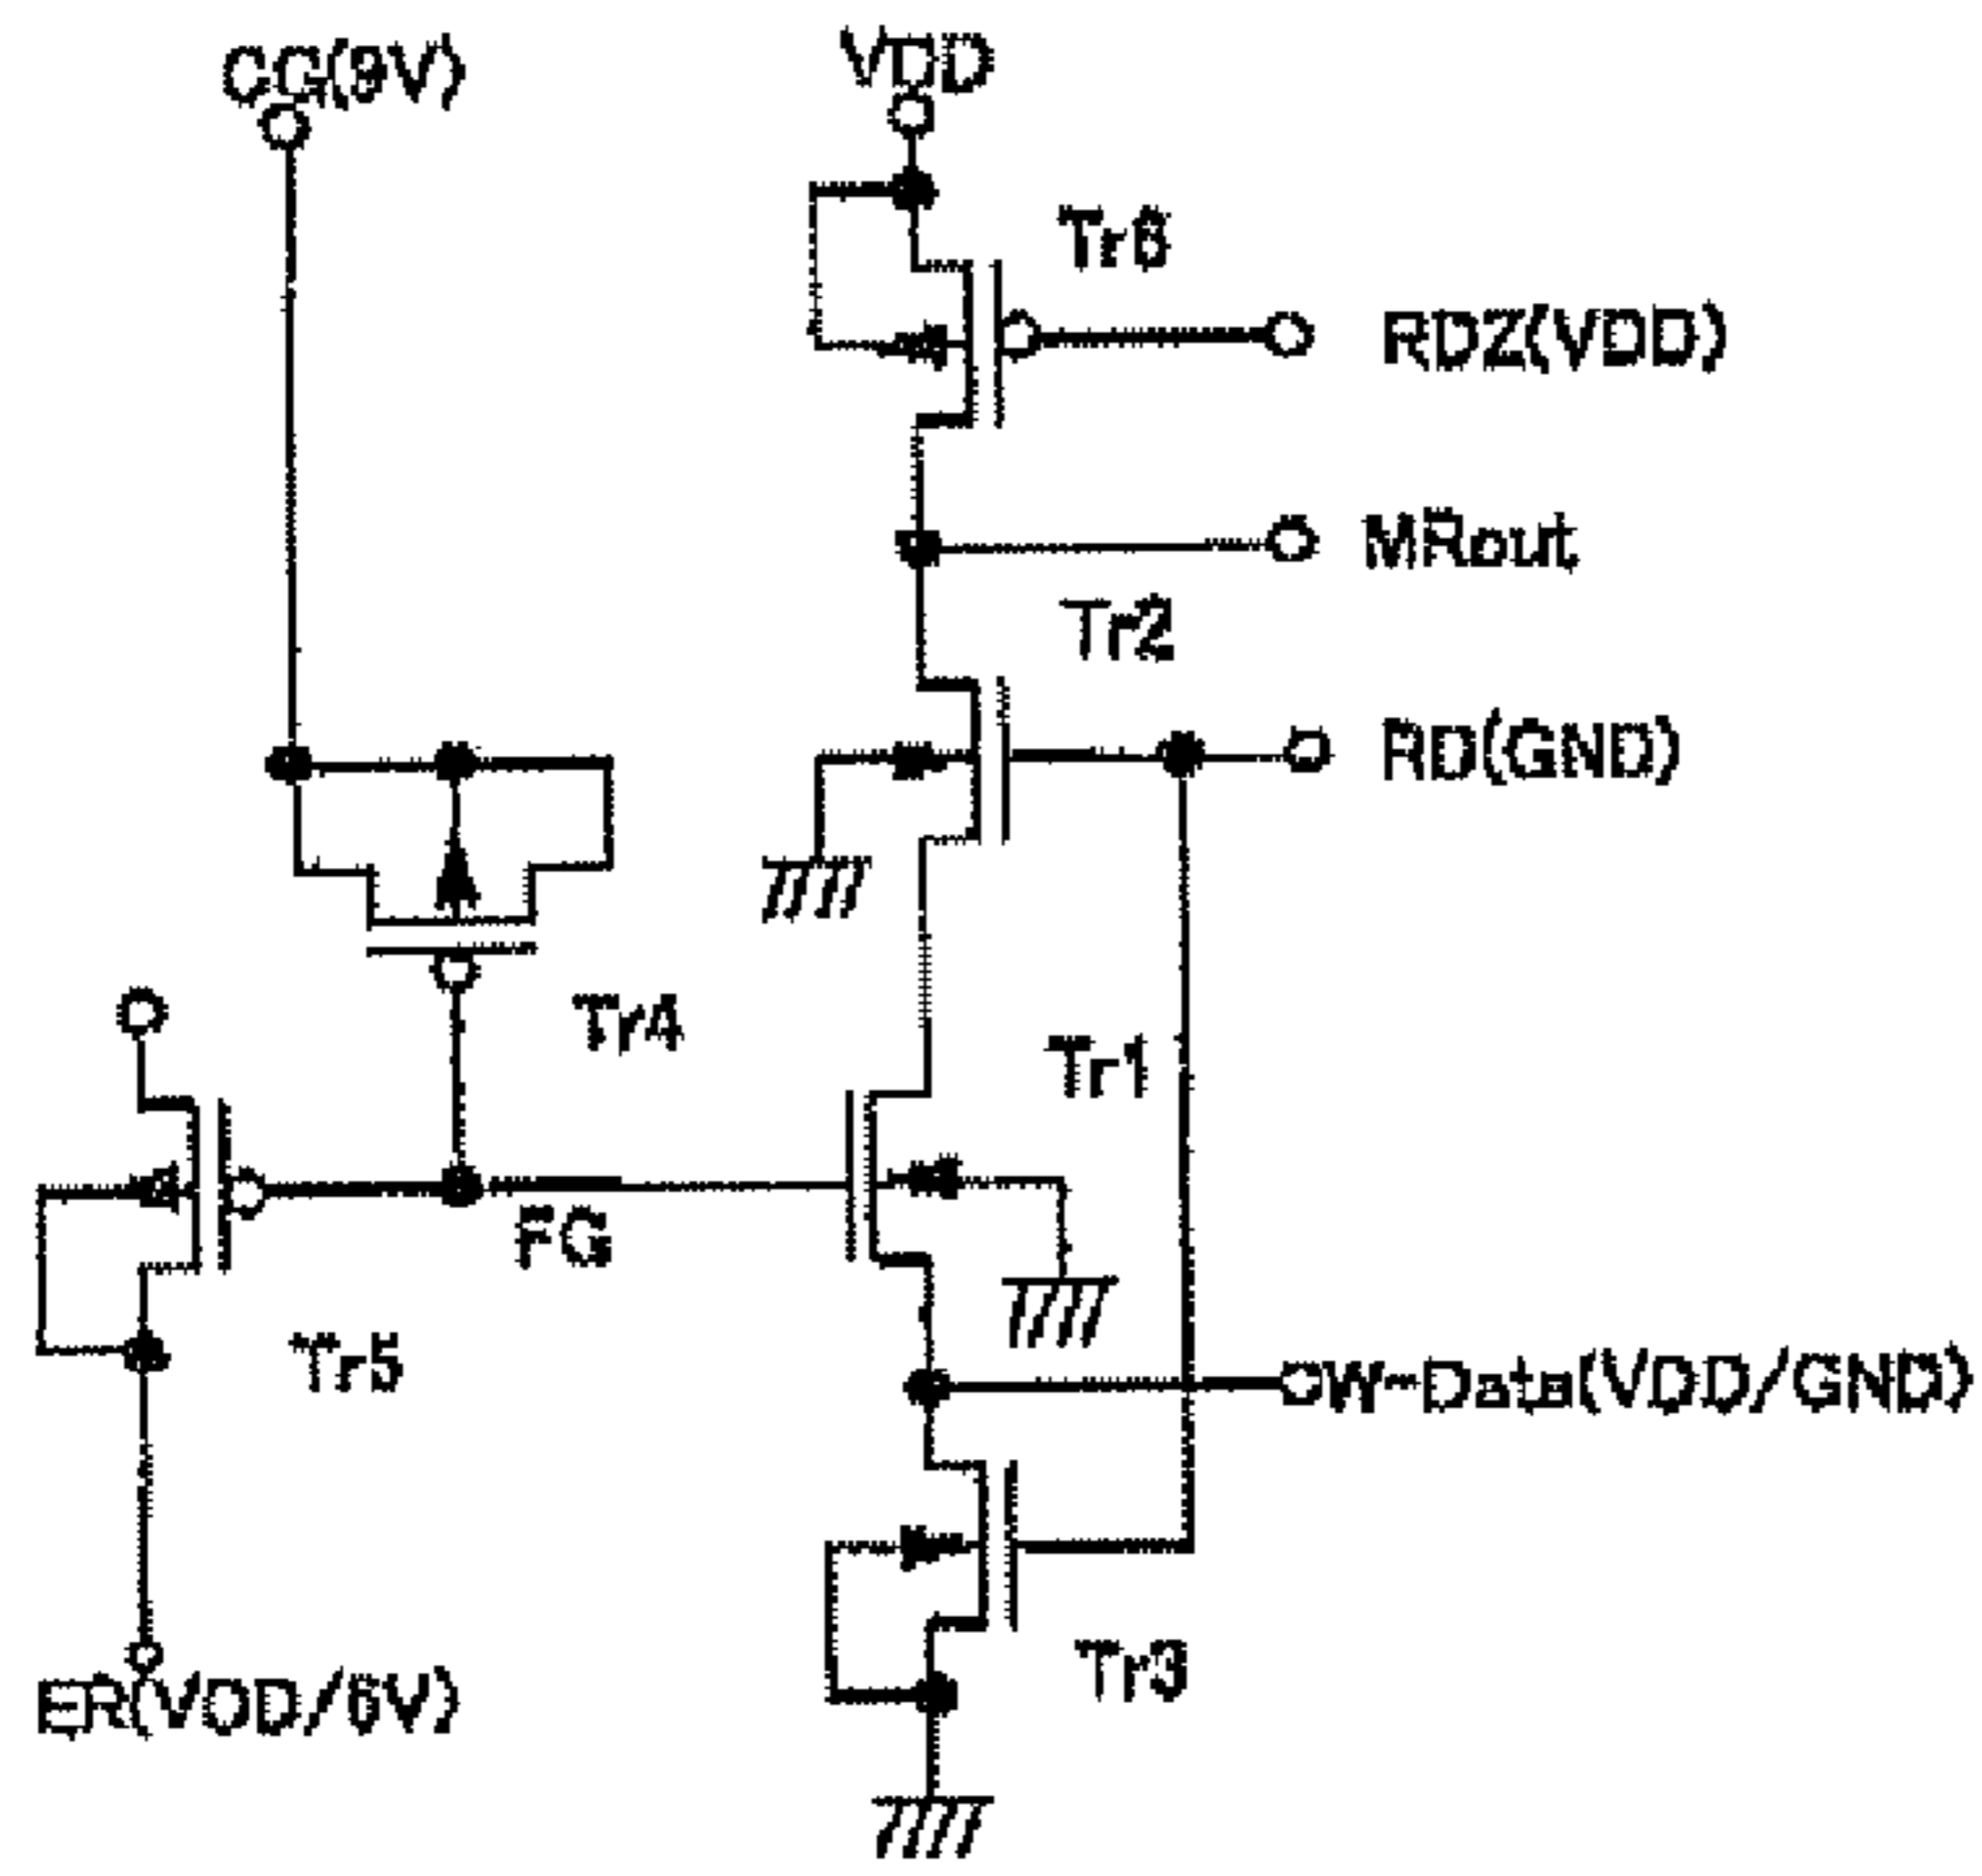 CG(9V)
VDD
Tr6
RDZ(VDD)
MRout
Tr2
RD(GND)
Tr4
Tr1
FG
Tr5
W-Data(VDD/GND)
Tr3
ER(VDD/6V)